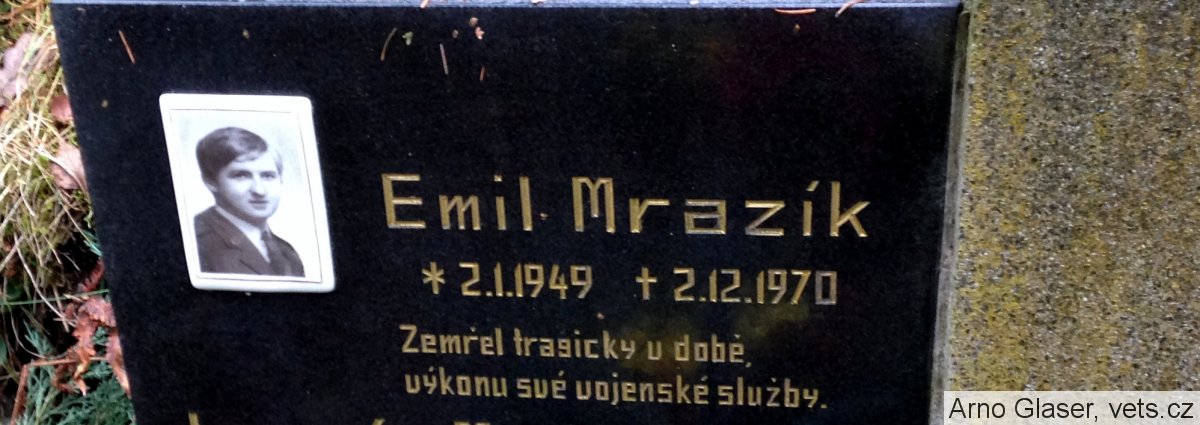 Emil Mrazík
* 2.1.1949 † 2.12.1970
Zemřel tragicky v době,
výkonu své vojenské služby.
Arno Glaser, vets.cz